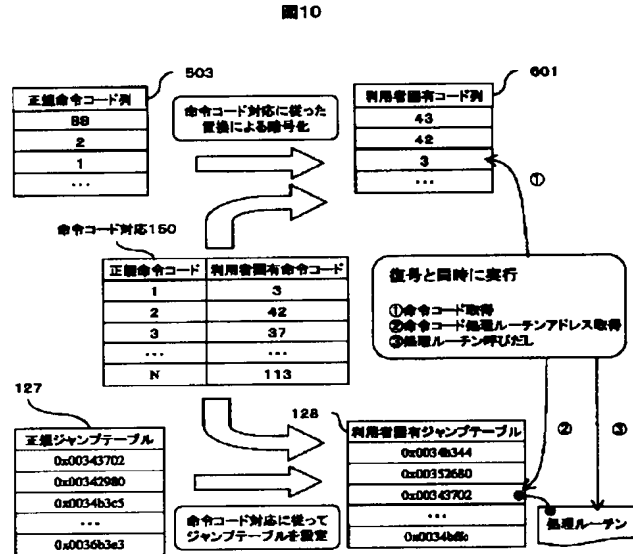 図10
503
正規命令コード列
88
2
1
...
命令コード対応に従った
置換による暗号化
601
利用者固有コード列
43
42
3
...
①
命令コード対応150
正規命令コード 利用者固有命令コード
1 3
2 42
3 37
... ...
N 113
復号と同時に実行
①命令コード取得
②命令コード処理ルーチンアドレス取得
③処理ルーチン呼びだし
127
正規ジャンプテーブル
0x00343702
0x00342980
0x0034b3c5
...
0x0036b3e3
命令コード対応に従って
ジャンプテーブルを設定
128
利用者固有ジャンプテーブル
0x0034b344
0x00352680
0x00343702
...
②
③
処理ルーチン